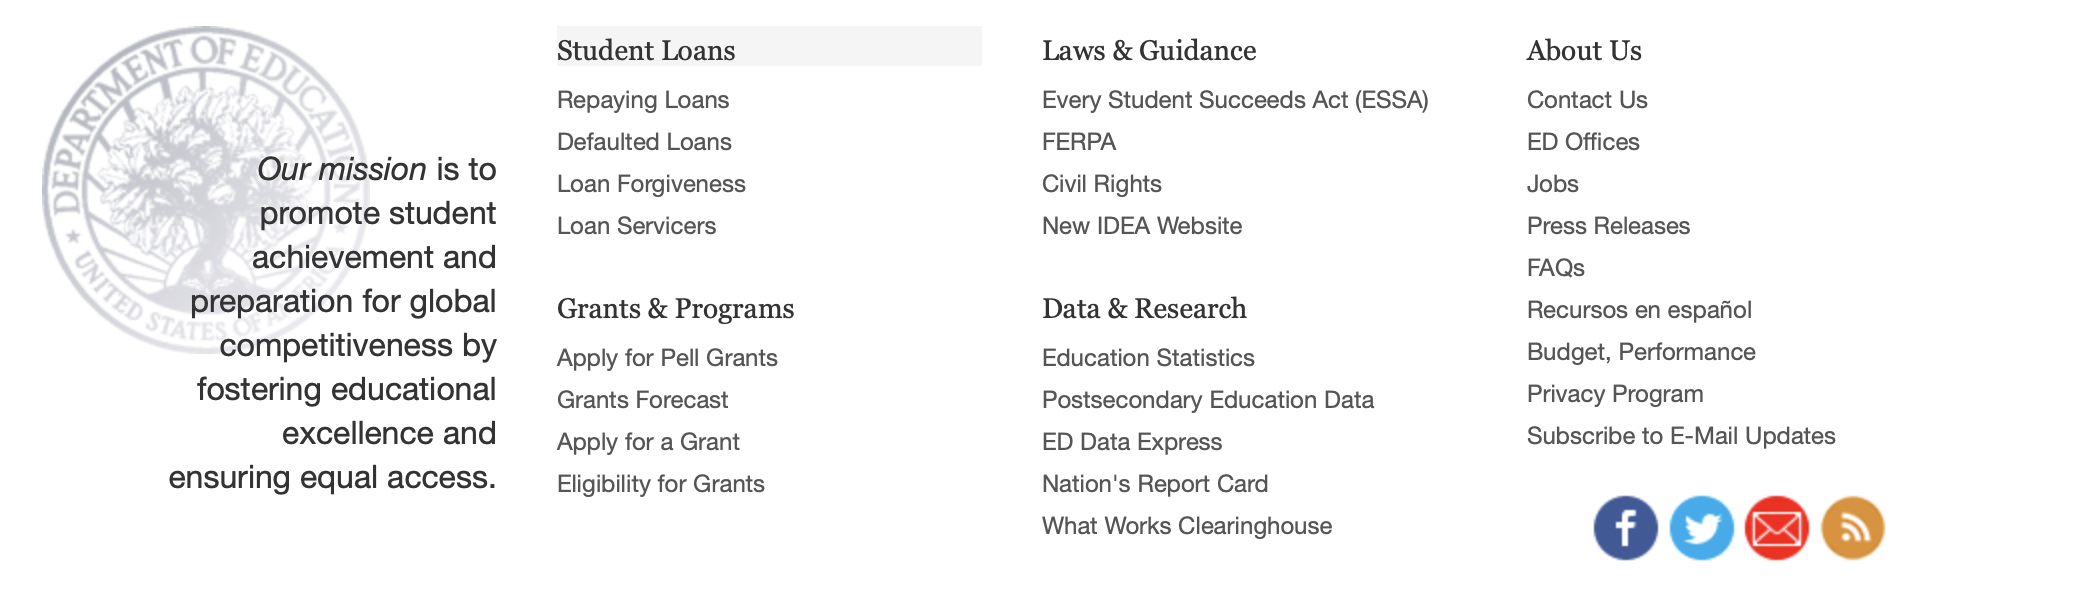 DEPARTMENT OF EDUCATION
UNITED STATES OF AMERICA
Our mission is to
promote student
achievement and
preparation for global
competitiveness by
fostering educational
excellence and
ensuring equal access.
Student Loans
Repaying Loans
Defaulted Loans
Loan Forgiveness
Loan Servicers
Grants & Programs
Apply for Pell Grants
Grants Forecast
Apply for a Grant
Eligibility for Grants
Laws & Guidance
Every Student Succeeds Act (ESSA)
FERPA
Civil Rights
New IDEA Website
Data & Research
Education Statistics
Postsecondary Education Data
ED Data Express
Nation's Report Card
What Works Clearinghouse
About Us
Contact Us
ED Offices
Jobs
Press Releases
FAQs
Recursos en español
Budget, Performance
Privacy Program
Subscribe to E-Mail Updates